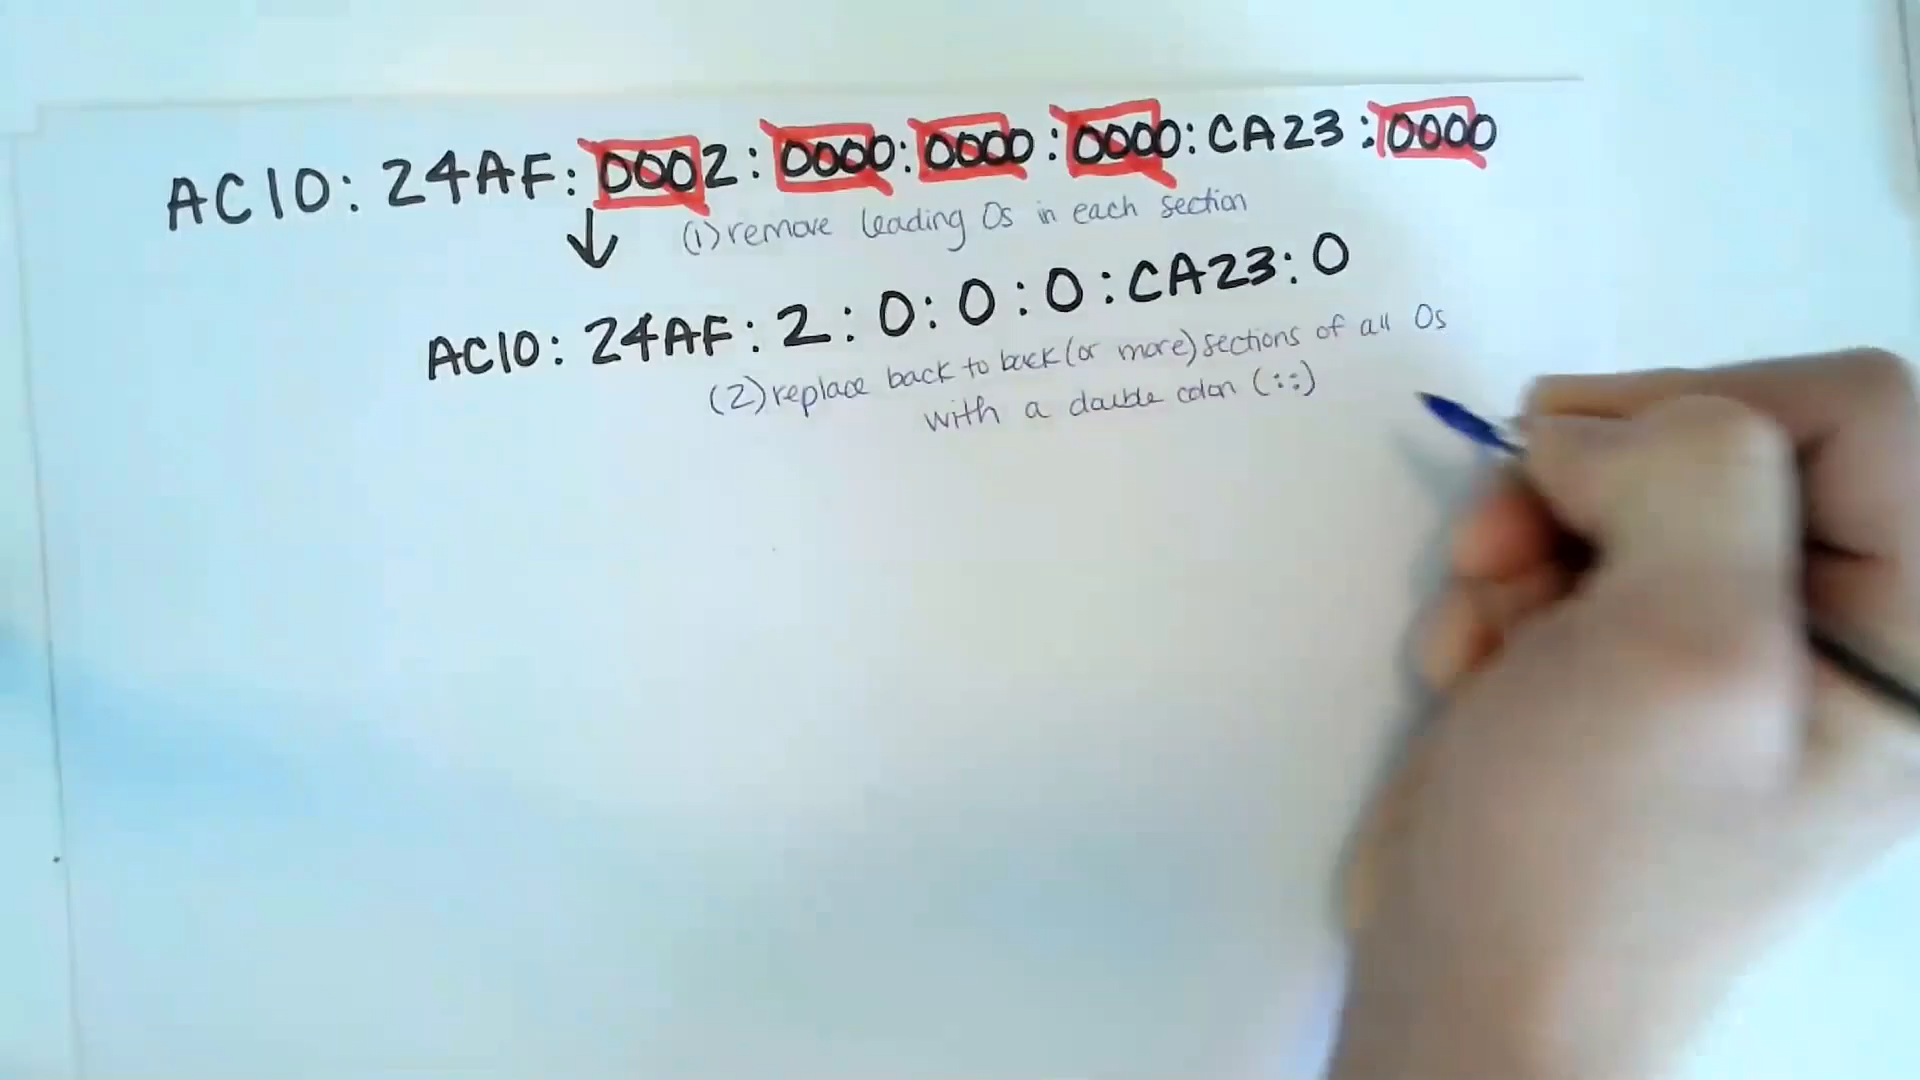 AC10:24AF:0002:0000:0000:0000:CA23:0000
(1) remove leading 0s in each section
AC10:24AF:2:0:0:0:CA23:0
(2) replace back to back (or more) sections of all 0s
with a double colon (::)